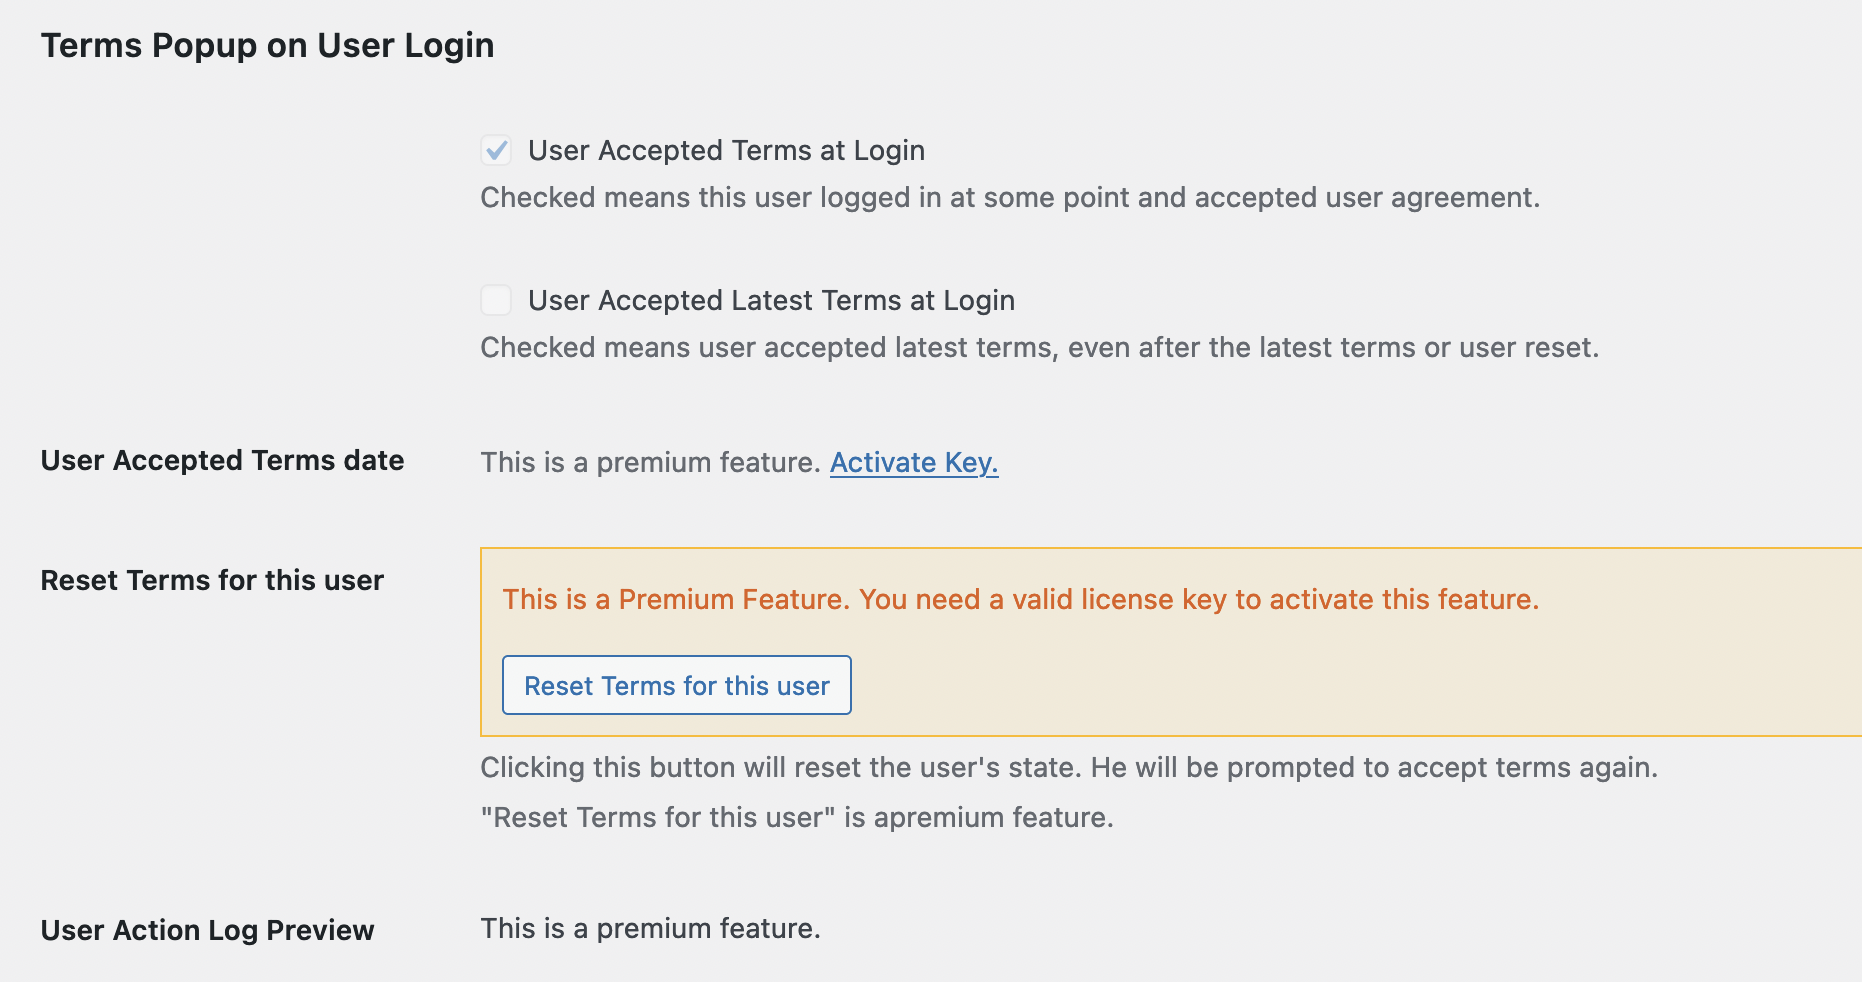 Terms Popup on User Login
User Accepted Terms at Login
Checked means this user logged in at some point and accepted user agreement.
User Accepted Latest Terms at Login
Checked means user accepted latest terms, even after the latest terms or user reset.
User Accepted Terms date
This is a premium feature. Activate Key.
Reset Terms for this user
This is a Premium Feature. You need a valid license key to activate this feature.
Reset Terms for this user
Clicking this button will reset the user's state. He will be prompted to accept terms again.
"Reset Terms for this user" is apremium feature.
User Action Log Preview
This is a premium feature.